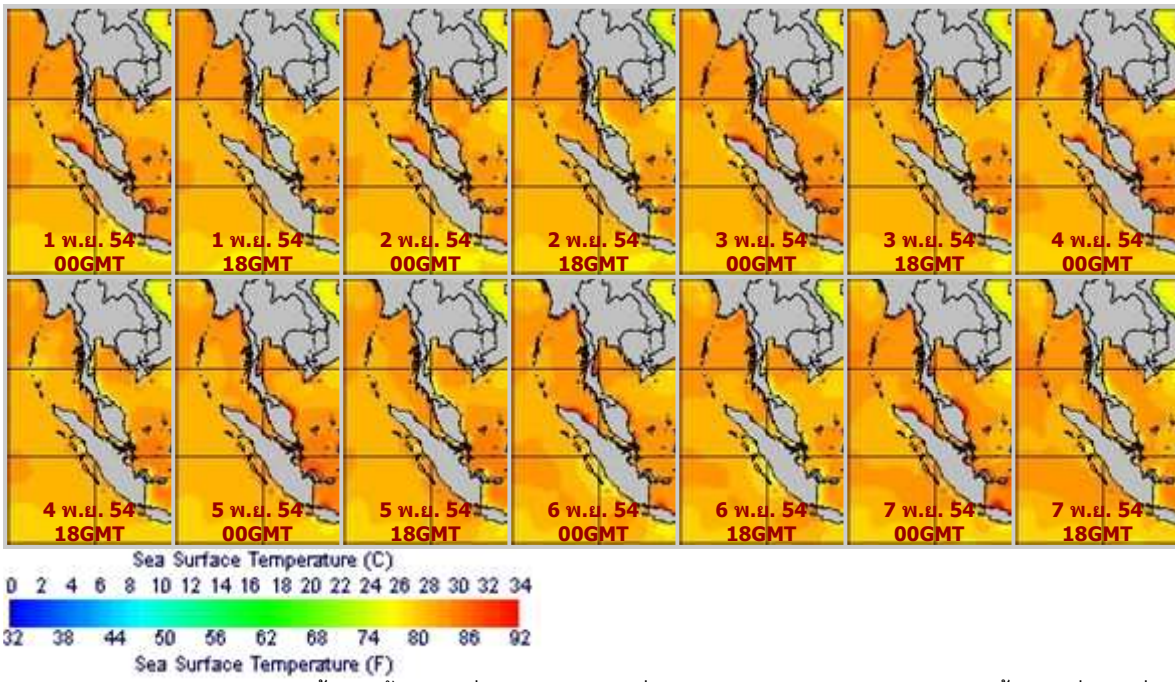 1 พ.ย. 54
00GMT
1 พ.ย. 54
18GMT
2 พ.ย. 54
00GMT
2 พ.ย. 54
18GMT
3 พ.ย. 54
00GMT
3 พ.ย. 54
18GMT
4 พ.ย. 54
00GMT
4 พ.ย. 54
18GMT
5 พ.ย. 54
00GMT
5 พ.ย. 54
18GMT
6 พ.ย. 54
00GMT
6 พ.ย. 54
18GMT
7 พ.ย. 54
00GMT
7 พ.ย. 54
18GMT
Sea Surface Temperature (C)
0 2 4 6 8 10 12 14 16 18 20 22 24 26 28 30 32 34
32 38 44 50 56 62 68 74 80 86 92
Sea Surface Temperature (F)